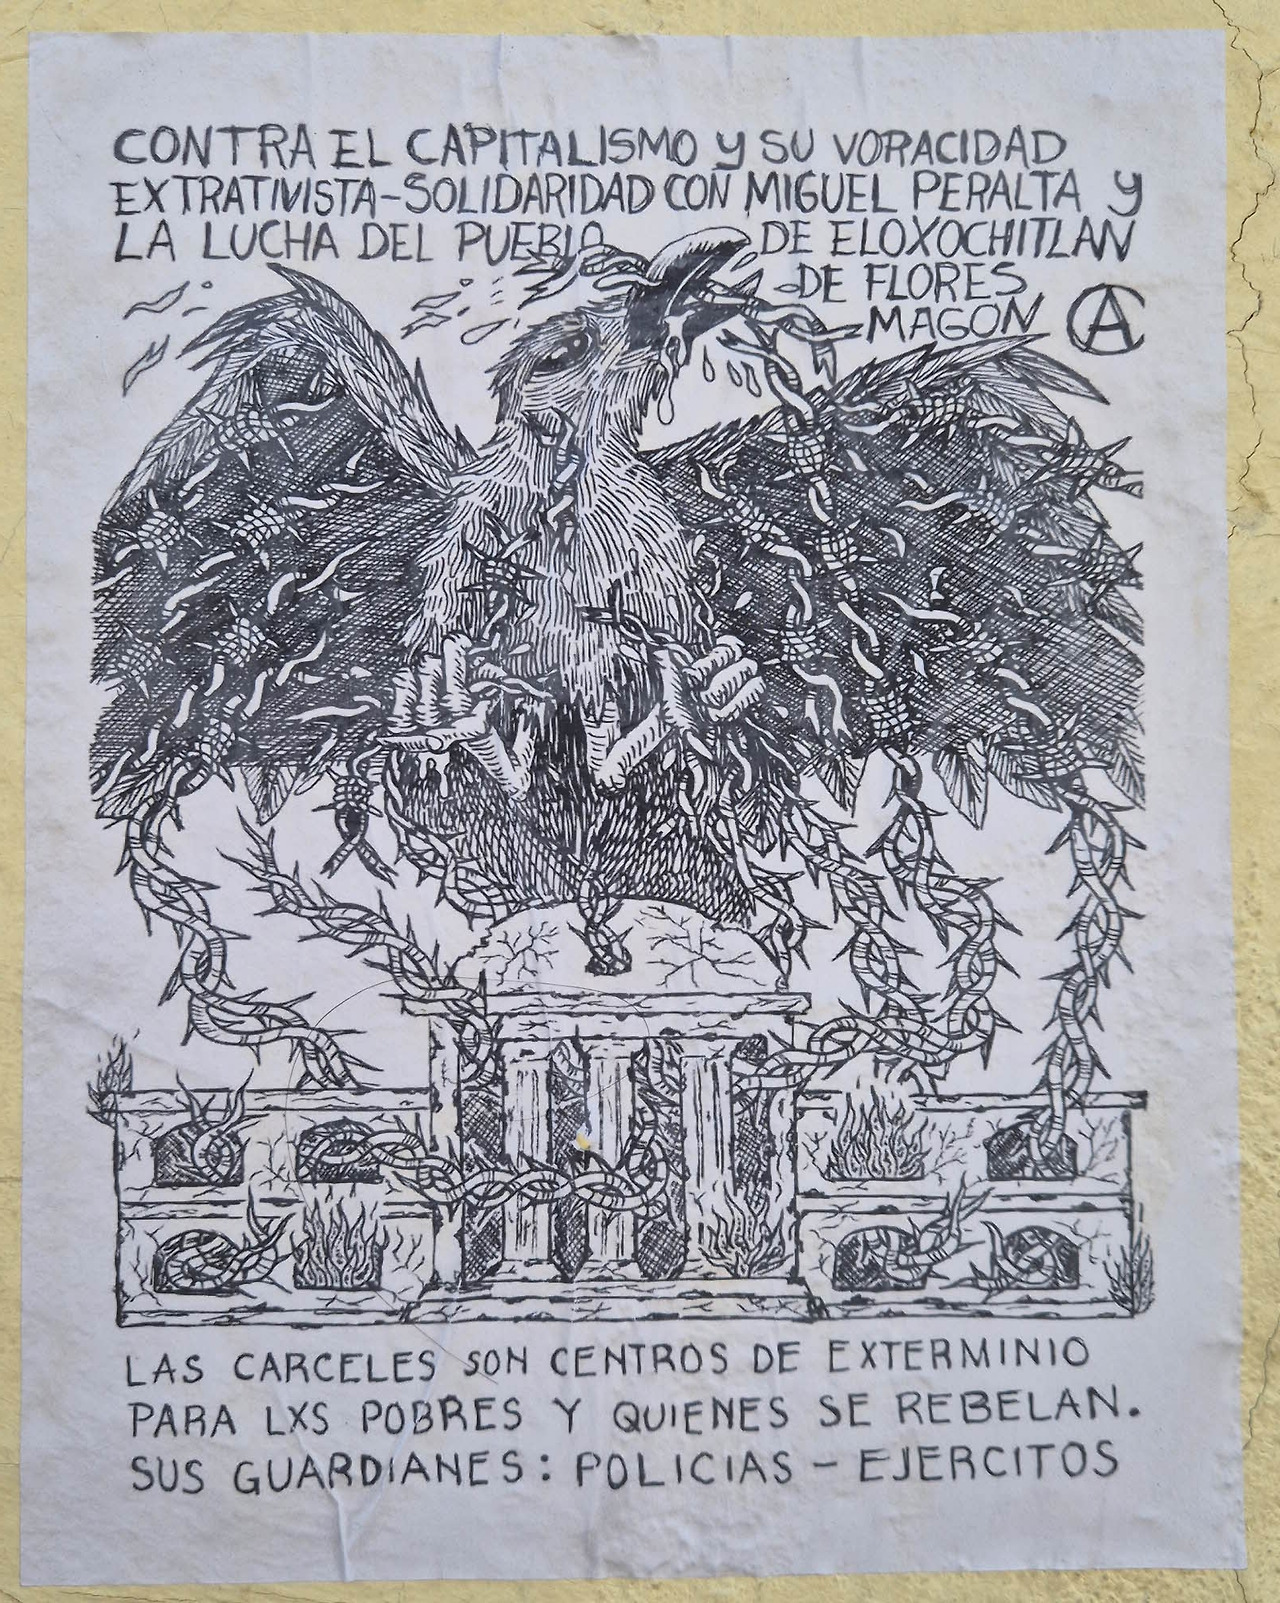 CONTRA EL CAPITALISMO y SU VORACIDAD
EXTRATIVISTA-SOLIDARIDAD CON MIGUEL PERALTA y
LA LUCHA DEL PUEBLO DE ELOXOCHITLAN
DE FLORES
MAGON A
LAS CARCELES SON CENTROS DE EXTERMINIO
PARA LXS POBRES Y QUIENES SE REBELAN.
SUS GUARDIANES: POLICIAS - EJERCITOS